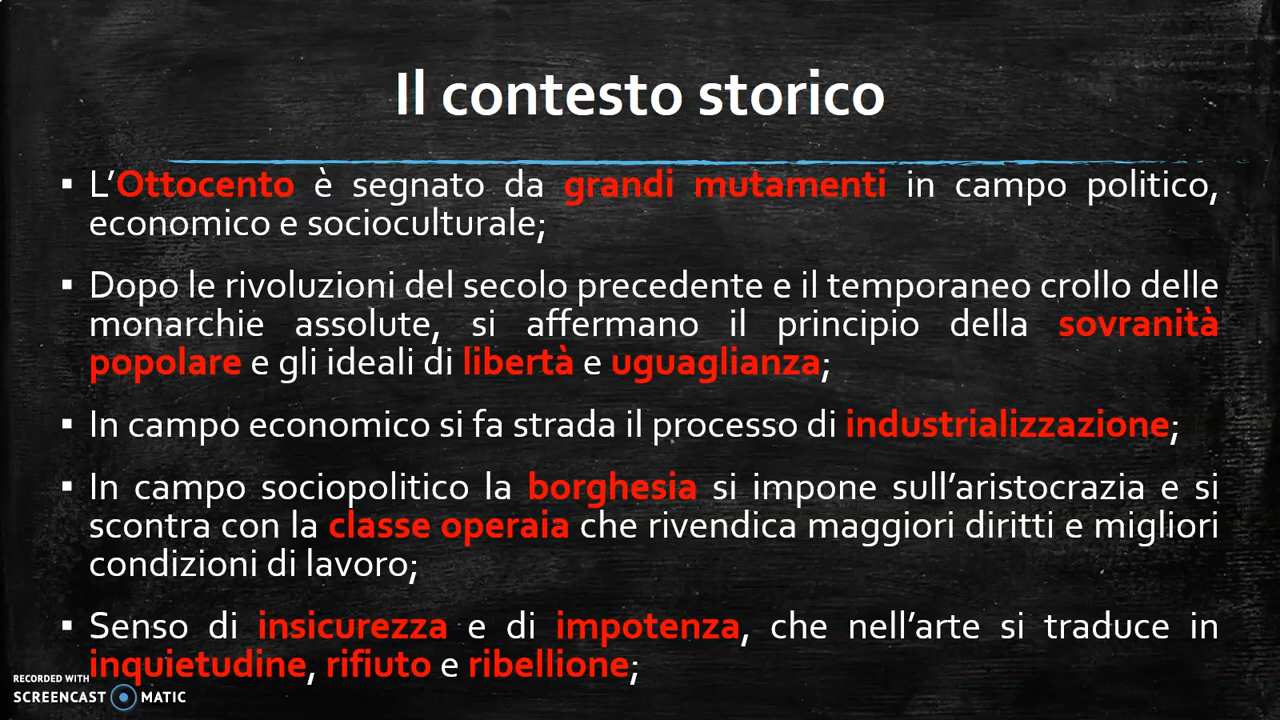 Il contesto storico
▪ L’Ottocento è segnato da grandi mutamenti in campo politico,
economico e socioculturale;
▪ Dopo le rivoluzioni del secolo precedente e il temporaneo crollo delle
monarchie assolute, si affermano il principio della sovranità
popolare e gli ideali di libertà e uguaglianza;
▪ In campo economico si fa strada il processo di industrializzazione;
▪ In campo sociopolitico la borghesia si impone sull’aristocrazia e si
scontra con la classe operaia che rivendica maggiori diritti e migliori
condizioni di lavoro;
▪ Senso di insicurezza e di impotenza, che nell’arte si traduce in
inquietudine, rifiuto e ribellione;
RECORDED WITH
SCREENCAST MATIC